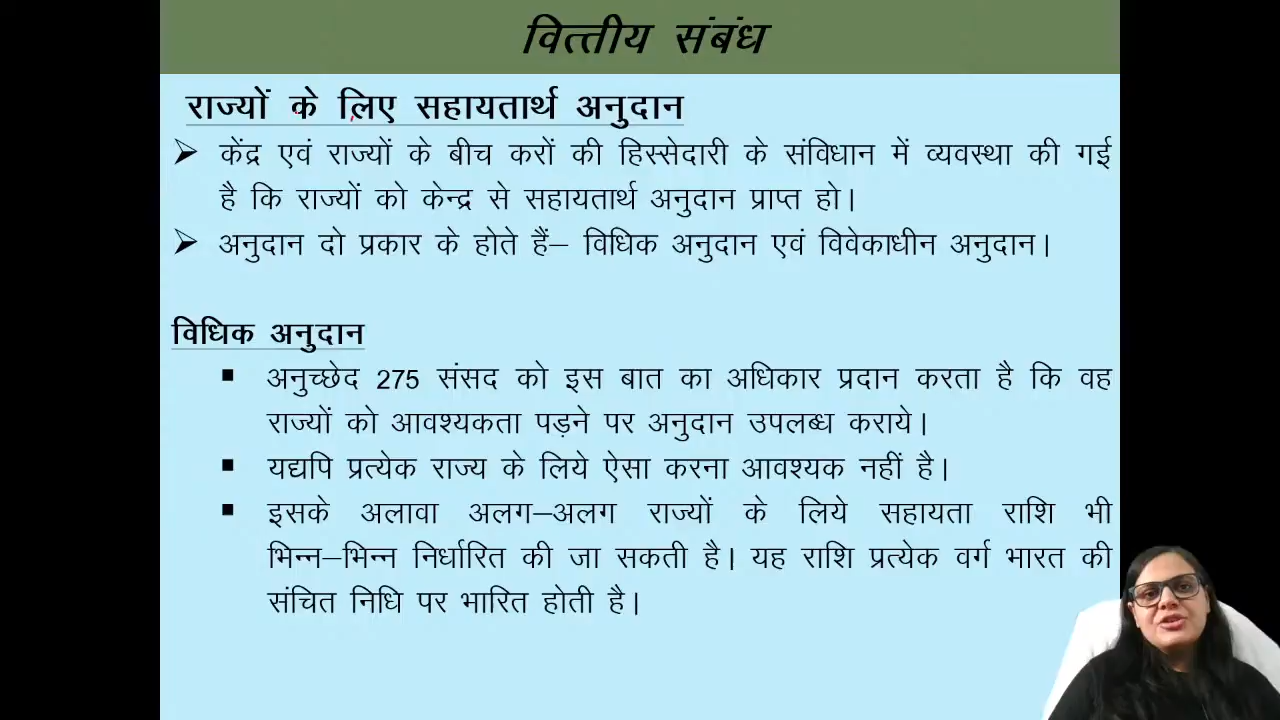 वित्तीय संबंध
राज्यों के लिए सहायतार्थ अनुदान
➢ केंद्र एवं राज्यों के बीच करों की हिस्सेदारी के संविधान में व्यवस्था की गई
है कि राज्यों को केन्द्र से सहायतार्थ अनुदान प्राप्त हो।
➢ अनुदान दो प्रकार के होते हैं– विधिक अनुदान एवं विवेकाधीन अनुदान।
विधिक अनुदान
▪ अनुच्छेद 275 संसद को इस बात का अधिकार प्रदान करता है कि वह
राज्यों को आवश्यकता पड़ने पर अनुदान उपलब्ध कराये।
▪ यद्यपि प्रत्येक राज्य के लिये ऐसा करना आवश्यक नहीं है।
▪ इसके अलावा अलग–अलग राज्यों के लिये सहायता राशि भी
भिन्न–भिन्न निर्धारित की जा सकती है। यह राशि प्रत्येक वर्ग भारत की
संचित निधि पर भारित होती है।